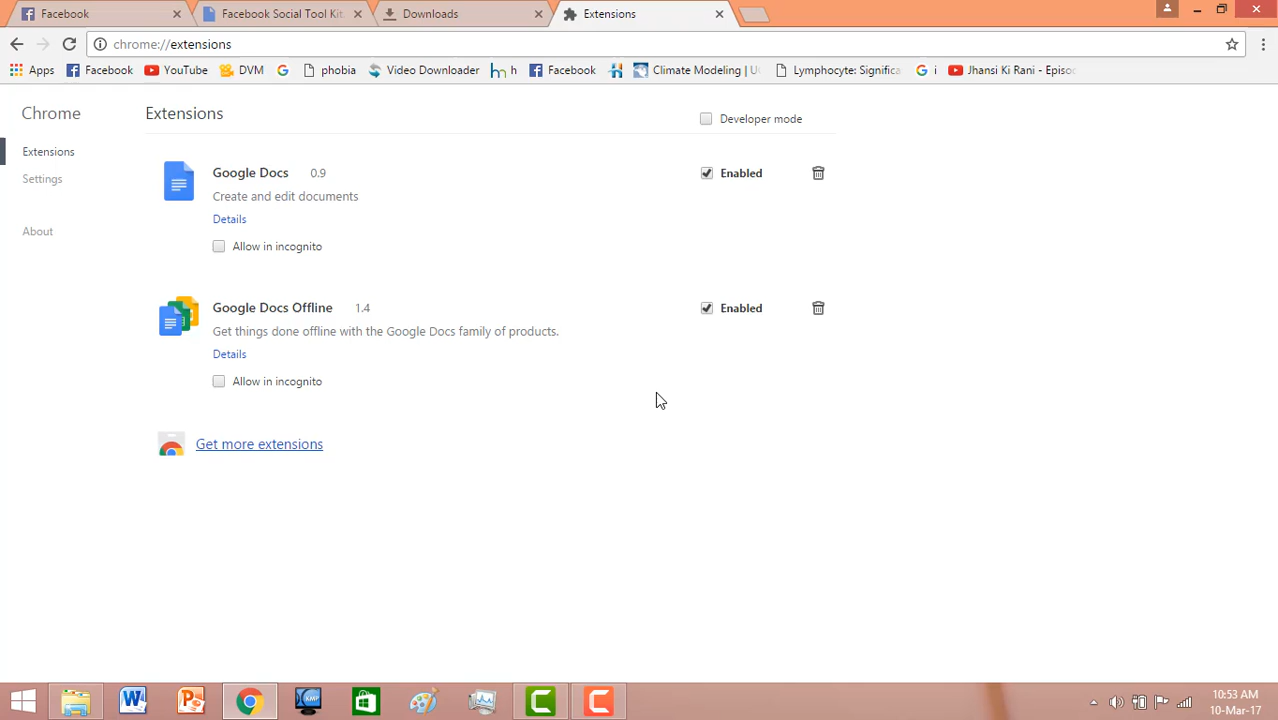 Facebook
Facebook Social Tool Kit.
Downloads
Extensions
chrome://extensions
Apps
Facebook
YouTube
DVM
phobia
Video Downloader
h
Facebook
Climate Modeling | U
Lymphocyte: Significa
i
Jhansi Ki Rani - Episo
Chrome
Extensions
Settings
About
Extensions
Developer mode
Google Docs 0.9
Enabled
Create and edit documents
Details
Allow in incognito
Google Docs Offline 1.4
Enabled
Get things done offline with the Google Docs family of products.
Details
Allow in incognito
Get more extensions
10:53 AM
10-Mar-17